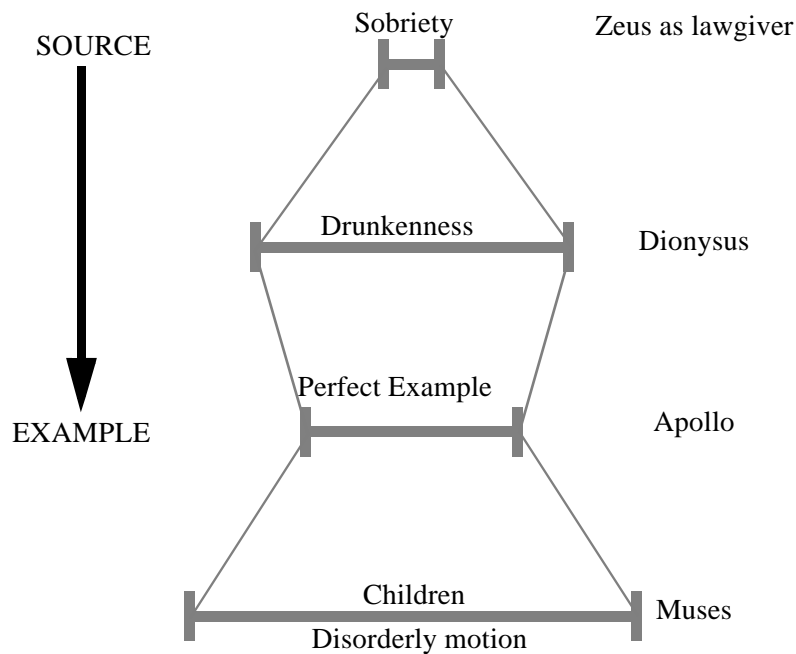 Sobriety
Zeus as lawgiver
SOURCE
Drunkenness
Dionysus
Perfect Example
Apollo
EXAMPLE
Children
Muses
Disorderly motion